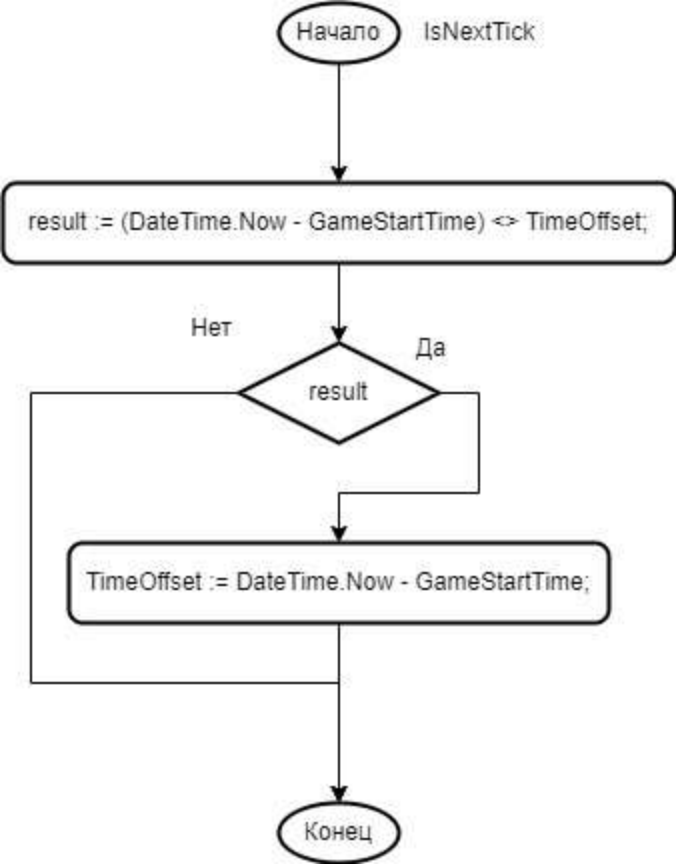 Начало
IsNextTick
result := (DateTime.Now - GameStartTime) <> TimeOffset;
Нет
Да
result
TimeOffset := DateTime.Now - GameStartTime;
Конец